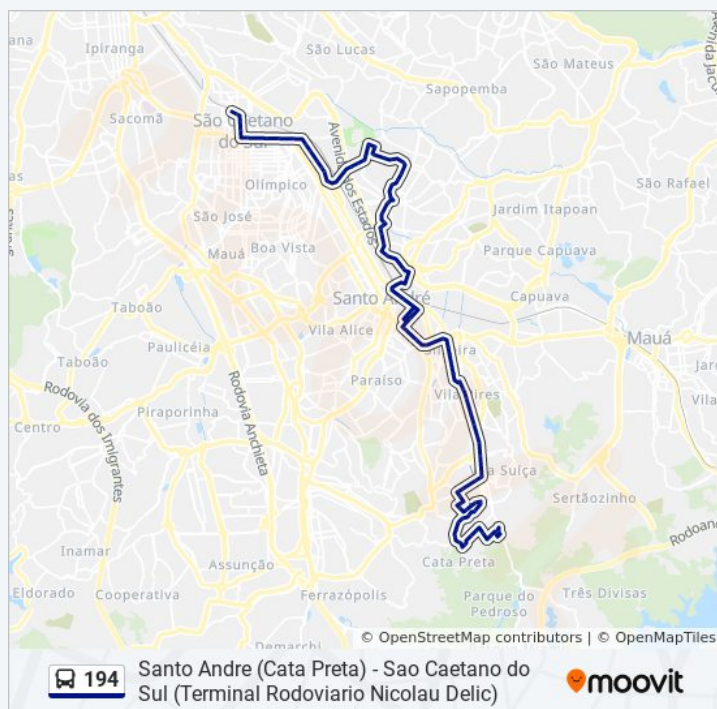 Ipiranga
São Lucas
São Mateus
Sapopemba
Sacomã
São Caetano
do Sul
Avenida dos Estados
São Rafael
Olímpico
Jardim Itapoan
São José
Boa Vista
Mauá
Parque Capuava
Santo André
Capuava
Taboão
Vila Alice
Mauá
Paulicéia
Taboão
Paraíso
Vila Pires
Rodovia dos Imigrantes
Piraporinha
Rodovia Anchieta
Centro
Vila Suíça
Sertãozinho
Inamar
Assunção
Cata Preta
Eldorado
Cooperativa
Ferrazópolis
Parque do
Pedroso
Três Divisas
Demarchi
© OpenStreetMap contributors | © OpenMapTiles
194
Santo Andre (Cata Preta) - Sao Caetano do
Sul (Terminal Rodoviario Nicolau Delic)
moovit